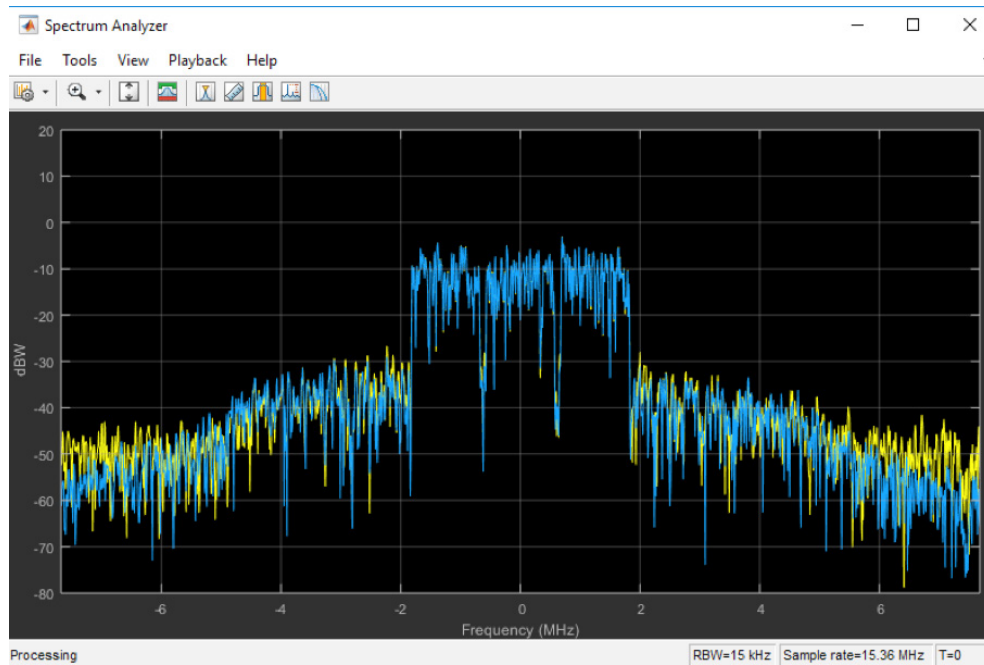 Spectrum Analyzer
File Tools View Playback Help
20
10
0
-10
-20
-30
-40
-50
-60
-70
-80
dBW
-6 -4 -2 0 2 4 6
Frequency (MHz)
Processing RBW=15 kHz Sample rate=15.36 MHz T=0